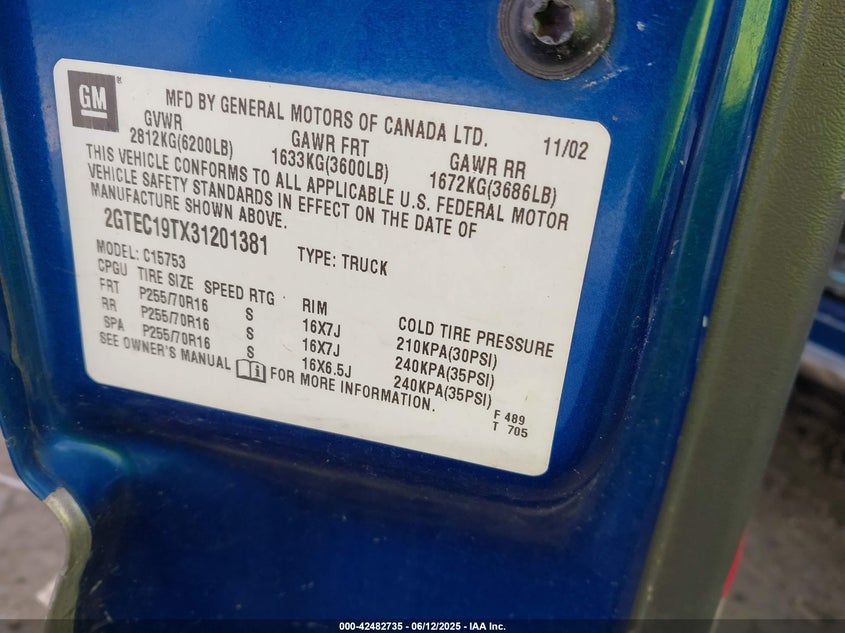 GM
®
MFD BY GENERAL MOTORS OF CANADA LTD. 11/02
GVWR GAWR FRT GAWR RR
2812KG(6200LB) 1633KG(3600LB) 1672KG(3686LB)
THIS VEHICLE CONFORMS TO ALL APPLICABLE U.S. FEDERAL MOTOR
VEHICLE SAFETY STANDARDS IN EFFECT ON THE DATE OF
MANUFACTURE SHOWN ABOVE.
2GTEC19TX31201381 TYPE: TRUCK
MODEL: C15753
CPGU TIRE SIZE SPEED RTG RIM COLD TIRE PRESSURE
FRT P255/70R16 S 16X7J 210KPA(30PSI)
RR P255/70R16 S 16X7J 240KPA(35PSI)
SPA P255/70R16 S 16X6.5J 240KPA(35PSI)
SEE OWNER'S MANUAL FOR MORE INFORMATION.
F 489
T 705
000-42482735 - 06/12/2025 - IAA Inc.